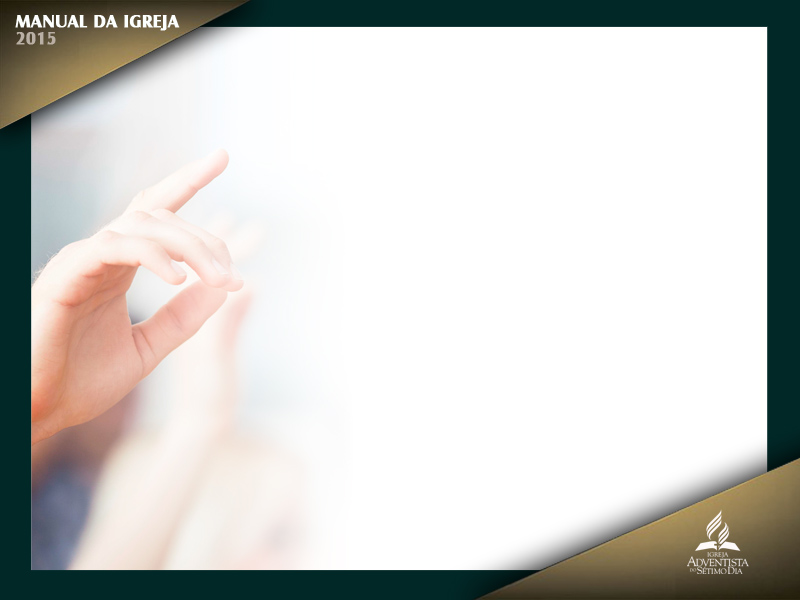 MANUAL DA IGREJA
2015
IGREJA
ADVENTISTA
DO SÉTIMO DIA